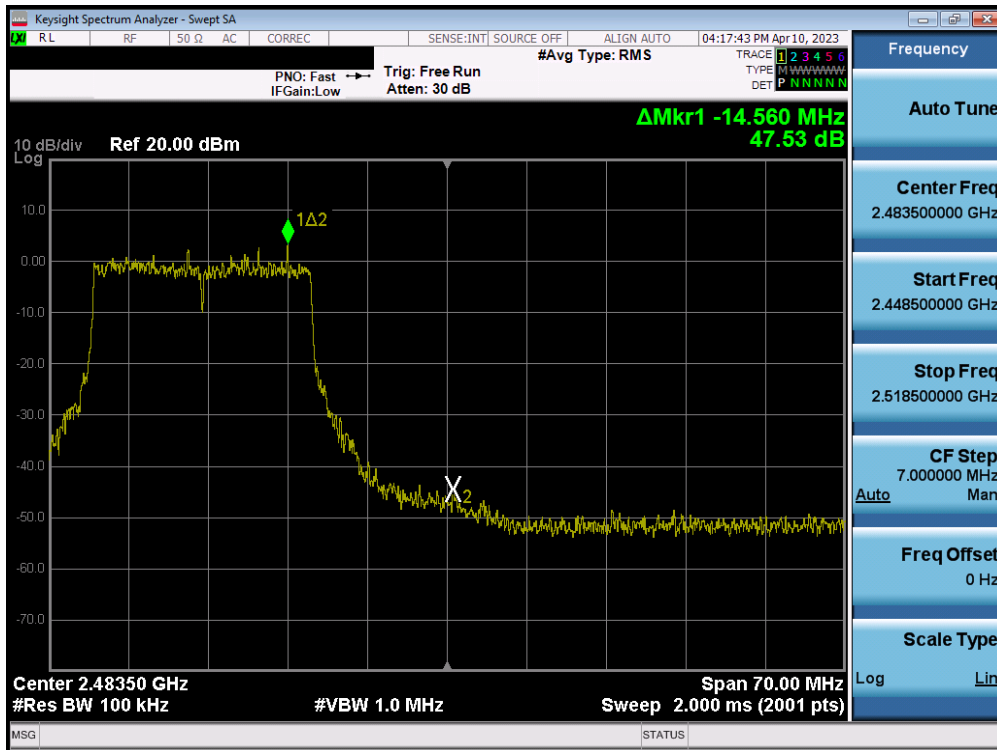 Keysight Spectrum Analyzer - Swept SA
LXI RL RF 50 Ω AC CORREC SENSE:INT SOURCE OFF ALIGN AUTO 04:17:43 PM Apr 10, 2023
#Avg Type: RMS TRACE 1 2 3 4 5 6
PNO: Fast Trig: Free Run TYPE M WWWWW
IFGain:Low Atten: 30 dB DET P N N N N N
ΔMkr1 -14.560 MHz
47.53 dB
10 dB/div Ref 20.00 dBm
Log
10.0
0.00
-10.0
-20.0
-30.0
-40.0
-50.0
-60.0
-70.0
1Δ2
X2
Center 2.48350 GHz Span 70.00 MHz
#Res BW 100 kHz #VBW 1.0 MHz Sweep 2.000 ms (2001 pts)
MSG STATUS
Frequency
Auto Tune
Center Freq
2.483500000 GHz
Start Freq
2.448500000 GHz
Stop Freq
2.518500000 GHz
CF Step
7.000000 MHz
Auto Man
Freq Offset
0 Hz
Scale Type
Log Lin